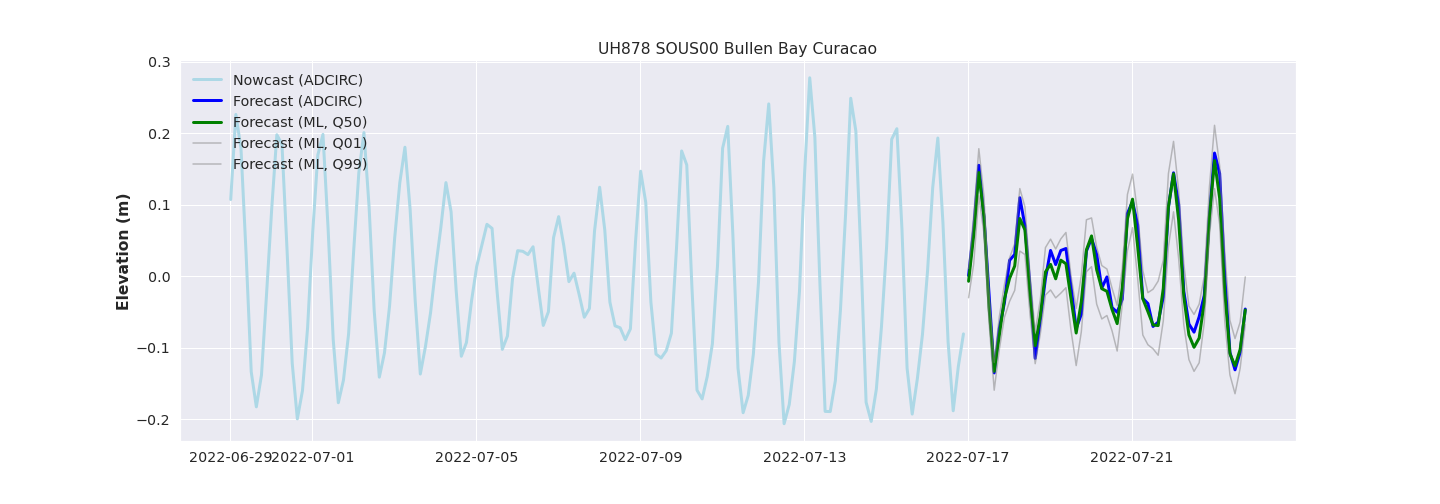 UH878 SOUS00 Bullen Bay Curacao
Elevation (m)
0.3
0.2
0.1
0.0
−0.1
−0.2
Nowcast (ADCIRC)
Forecast (ADCIRC)
Forecast (ML, Q50)
Forecast (ML, Q01)
Forecast (ML, Q99)
2022-06-29 2022-07-01 2022-07-05 2022-07-09 2022-07-13 2022-07-17 2022-07-21